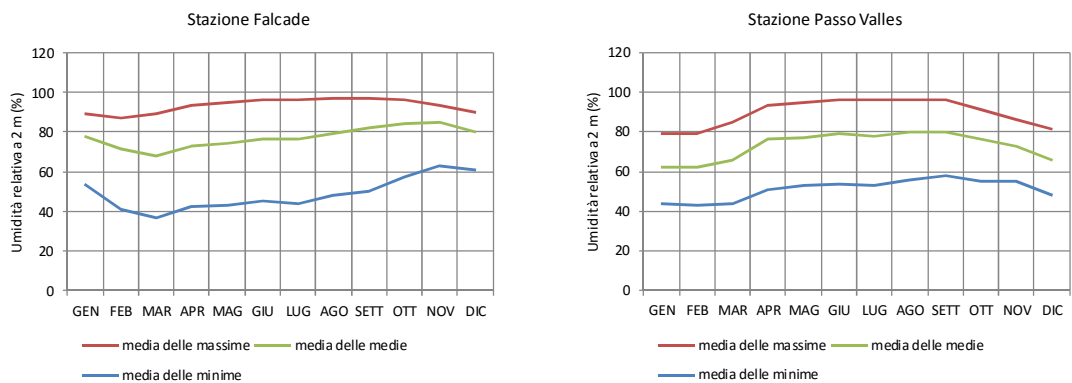 Stazione Falcade
Umidità relativa a 2 m (%)
120
100
80
60
40
20
0
GEN FEB MAR APR MAG GIU LUG AGO SETT OTT NOV DIC
media delle massime media delle medie
media delle minime
Stazione Passo Valles
Umidità relativa a 2 m (%)
120
100
80
60
40
20
0
GEN FEB MAR APR MAG GIU LUG AGO SETT OTT NOV DIC
media delle massime media delle medie
media delle minime